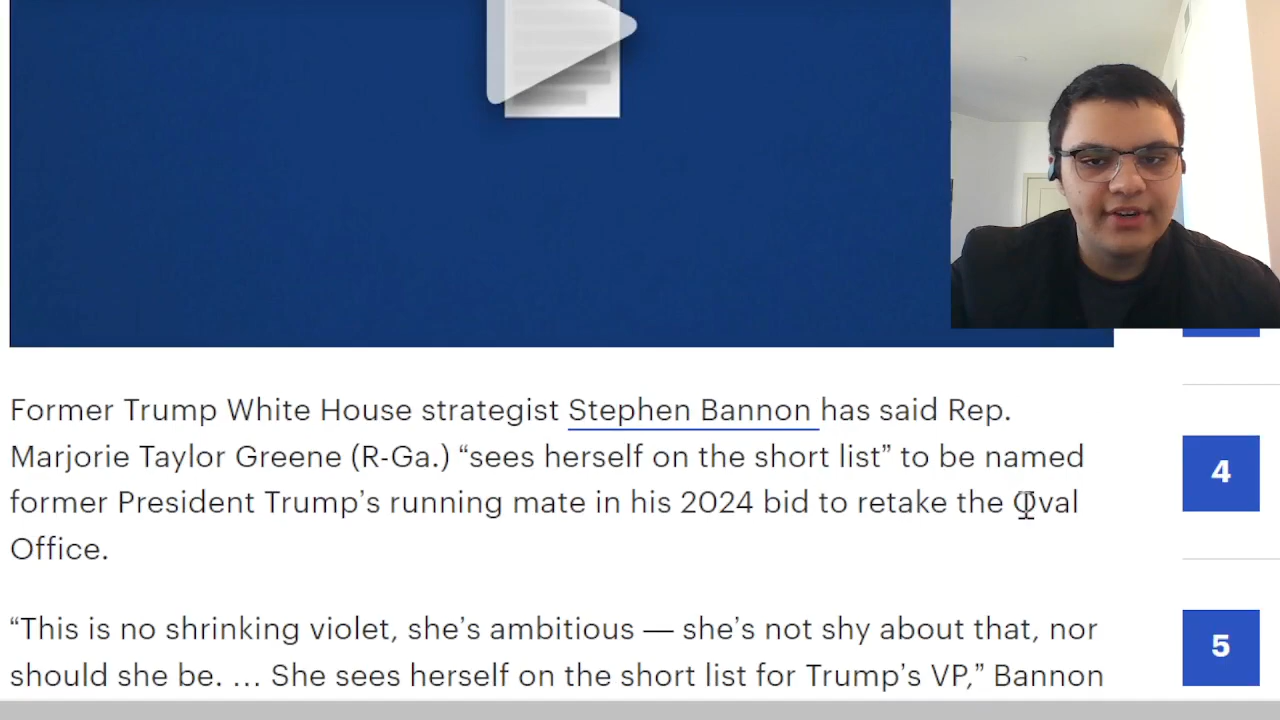 Former Trump White House strategist Stephen Bannon has said Rep.
Marjorie Taylor Greene (R-Ga.) “sees herself on the short list” to be named
former President Trump’s running mate in his 2024 bid to retake the Oval
Office.
“This is no shrinking violet, she’s ambitious — she’s not shy about that, nor
should she be. … She sees herself on the short list for Trump’s VP,” Bannon
4
5